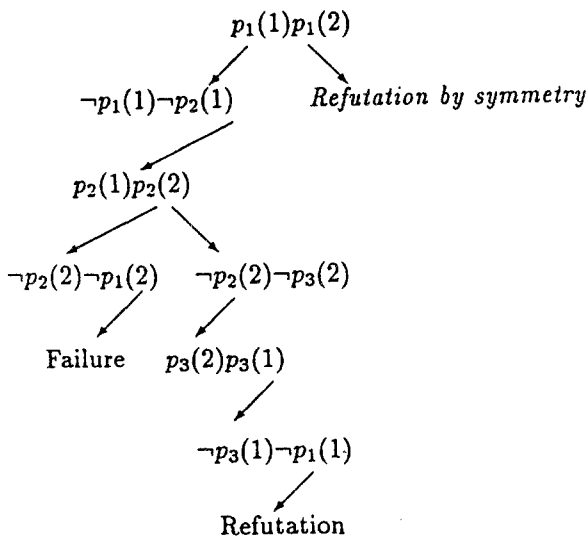 p₁(1)p₁(2)
¬p₁(1)¬p₂(1) Refutation by symmetry
p₂(1)p₂(2)
¬p₂(2)¬p₁(2) ¬p₂(2)¬p₃(2)
Failure p₃(2)p₃(1)
¬p₃(1)¬p₁(1)
Refutation